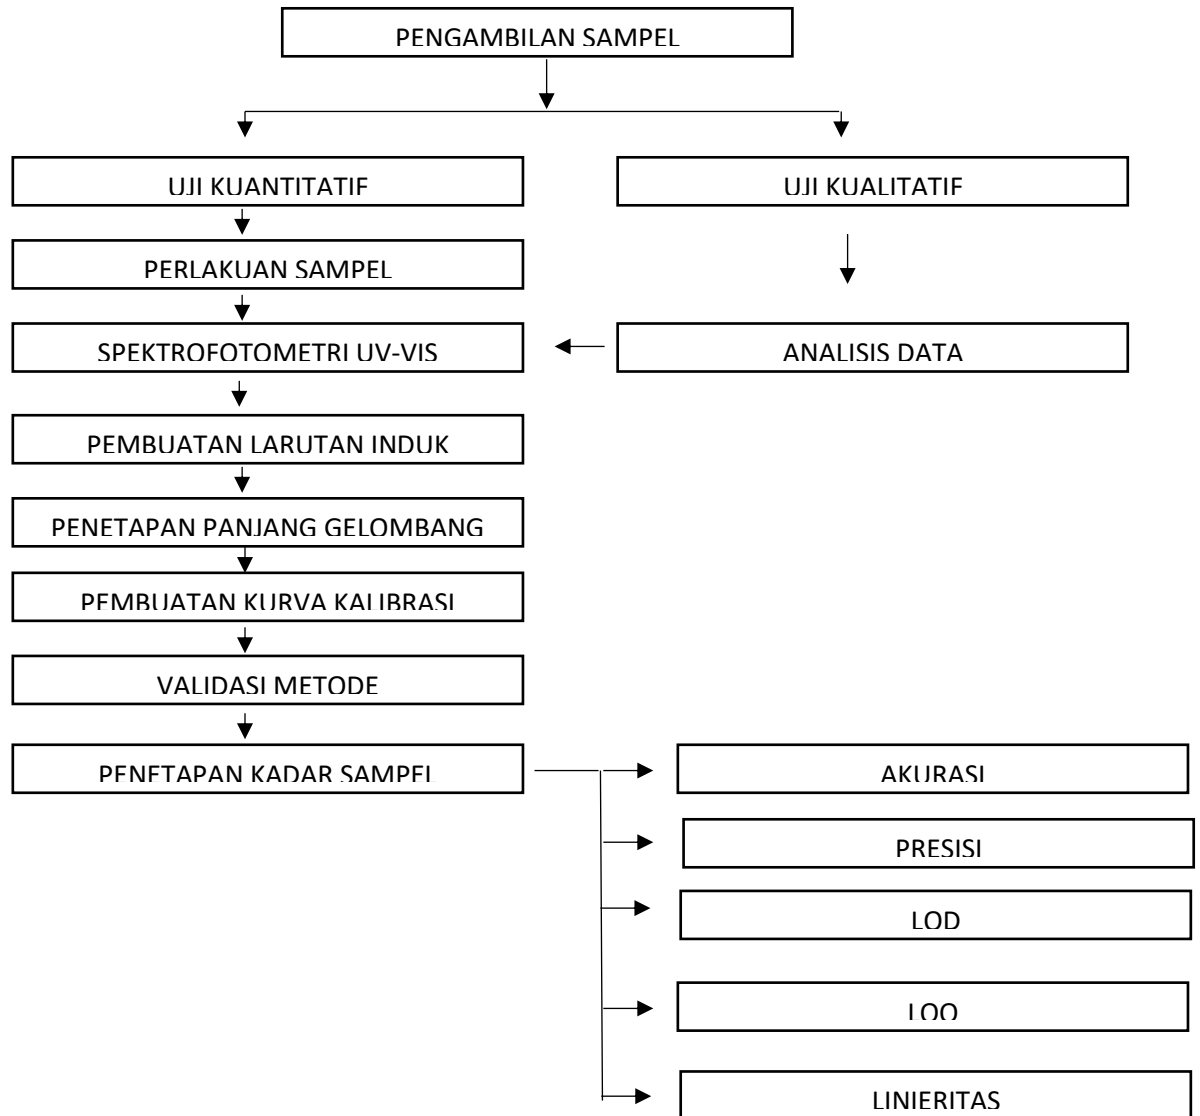 PENGAMBILAN SAMPEL
UJI KUANTITATIF
UJI KUALITATIF
PERLAKUAN SAMPEL
SPEKTROFOTOMETRI UV-VIS
ANALISIS DATA
PEMBUATAN LARUTAN INDUK
PENETAPAN PANJANG GELOMBANG
PEMBUATAN KURVA KALIBRASI
VALIDASI METODE
PENETAPAN KADAR SAMPEL
AKURASI
PRESISI
LOD
LOQ
LINIERITAS